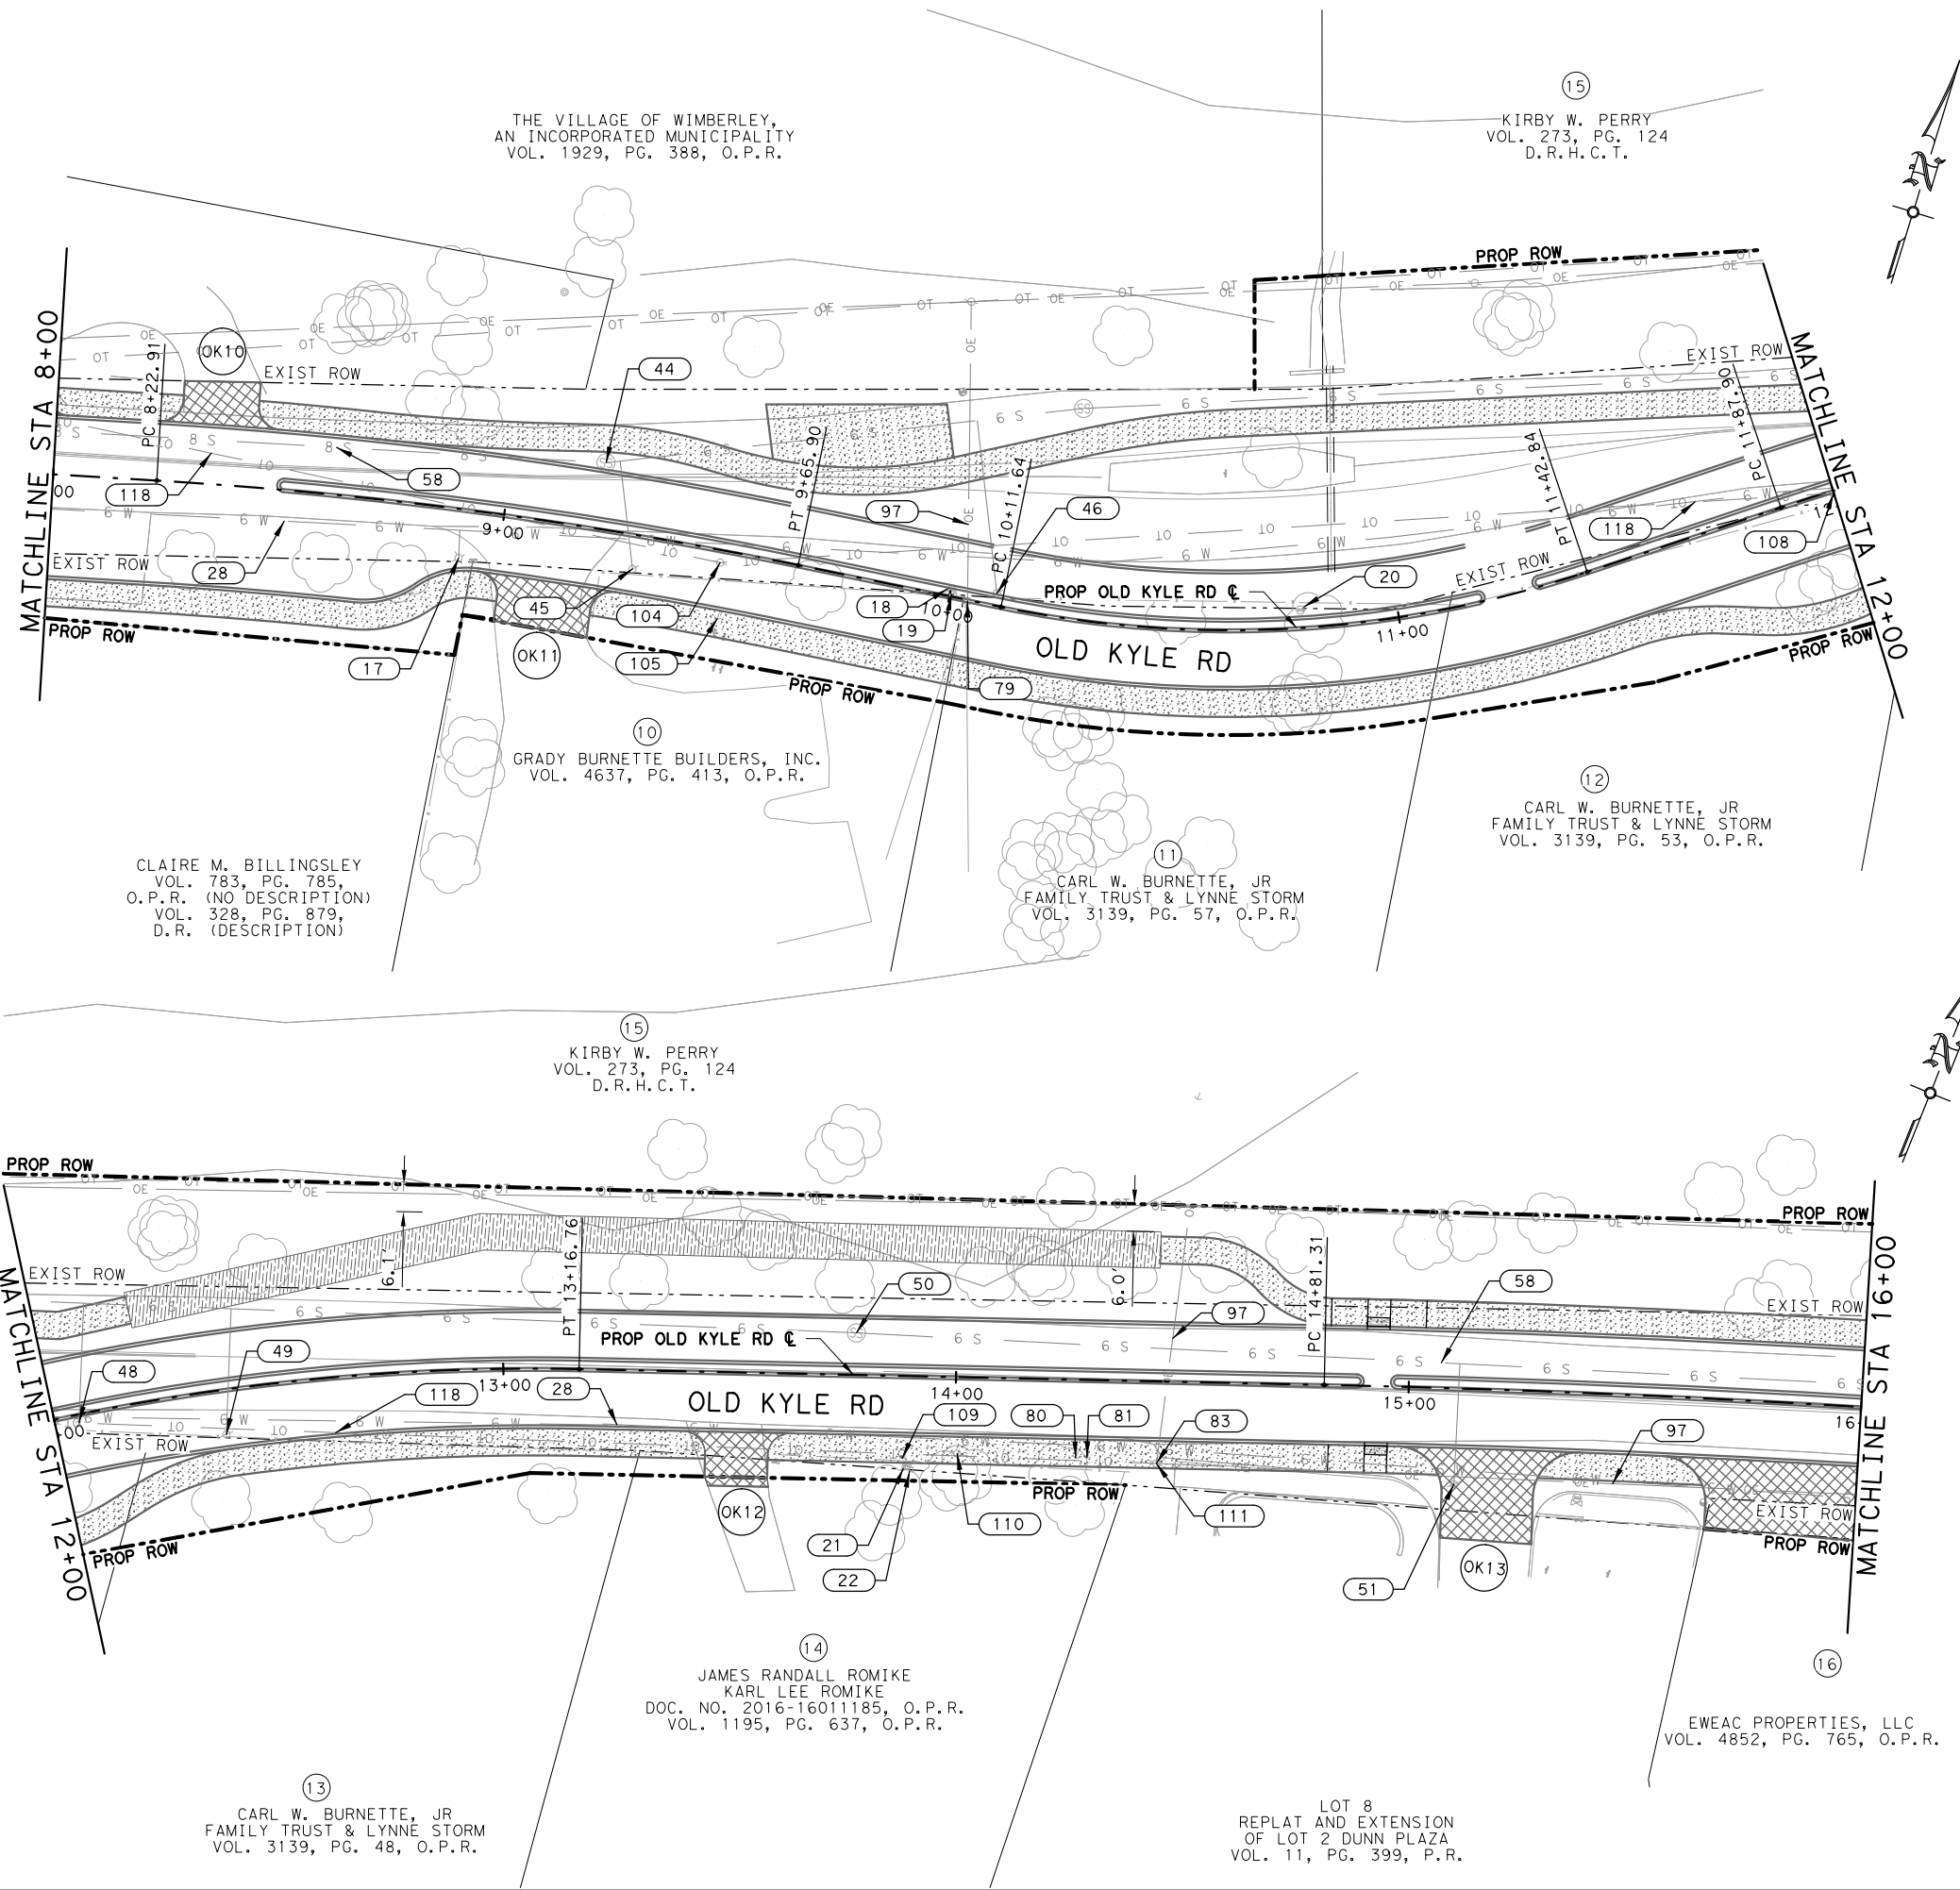 THE VILLAGE OF WIMBERLEY,
AN INCORPORATED MUNICIPALITY
VOL. 1929, PG. 388, O.P.R.
15
KIRBY W. PERRY
VOL. 273, PG. 124
D.R.H.C.T.
N
PROP ROW
MATCHLINE STA 8+00
PC 8+22.91
OK10
EXIST ROW
44
EXIST ROW
PC 11+87.90
MATCHLINE STA 12+00
118
58
PT 9+65.90
97
PC 10+11.64
46
PT 11+42.84
118
108
9+00
28
EXIST ROW
EXIST ROW
PROP ROW
17
45
104
105
OK11
18
19
10+00
79
PROP OLD KYLE RD ℄
20
11+00
OLD KYLE RD
PROP ROW
PROP ROW
10
GRADY BURNETTE BUILDERS, INC.
VOL. 4637, PG. 413, O.P.R.
12
CARL W. BURNETTE, JR
FAMILY TRUST & LYNNE STORM
VOL. 3139, PG. 53, O.P.R.
CLAIRE M. BILLINGSLEY
VOL. 783, PG. 785,
O.P.R. (NO DESCRIPTION)
VOL. 328, PG. 879,
D.R. (DESCRIPTION)
11
CARL W. BURNETTE, JR
FAMILY TRUST & LYNNE STORM
VOL. 3139, PG. 57, O.P.R.
15
KIRBY W. PERRY
VOL. 273, PG. 124
D.R.H.C.T.
N
PROP ROW
PROP ROW
MATCHLINE STA 12+00
EXIST ROW
6.1'
PT 13+16.76
50
6.0'
97
PC 14+81.31
58
EXIST ROW
MATCHLINE STA 16+00
PROP OLD KYLE RD ℄
48
49
118
13+00
28
OLD KYLE RD
14+00
109
80
81
83
15+00
97
16
EXIST ROW
PROP ROW
OK12
21
22
110
PROP ROW
111
51
OK13
EXIST ROW
PROP ROW
14
JAMES RANDALL ROMIKE
KARL LEE ROMIKE
DOC. NO. 2016-16011185, O.P.R.
VOL. 1195, PG. 637, O.P.R.
16
EWEAC PROPERTIES, LLC
VOL. 4852, PG. 765, O.P.R.
13
CARL W. BURNETTE, JR
FAMILY TRUST & LYNNE STORM
VOL. 3139, PG. 48, O.P.R.
LOT 8
REPLAT AND EXTENSION
OF LOT 2 DUNN PLAZA
VOL. 11, PG. 399, P.R.